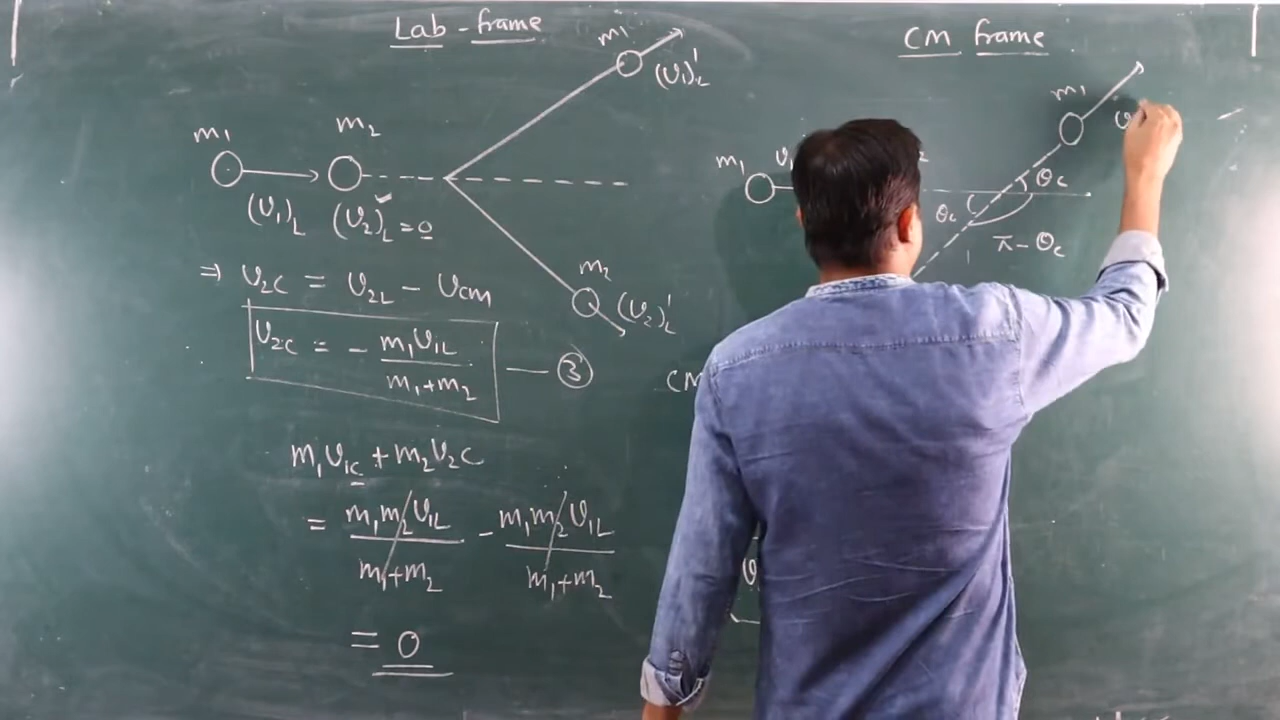 Lab - frame
m₁
(υ₁)'L
m₁
m₂
(υ₁)L
(υ₂)L = 0
m₂
(υ₂)'L
⇒ υ2C = υ2L − υcm
υ2C = − m₁υ1L / m₁+m₂ — ③
m₁υ1C + m₂υ2C
= m₁m₂υ1L / m₁+m₂ − m₁m₂υ1L / m₁+m₂
= 0
CM frame
m₁
m₁
θc
θc
π − θc
CM